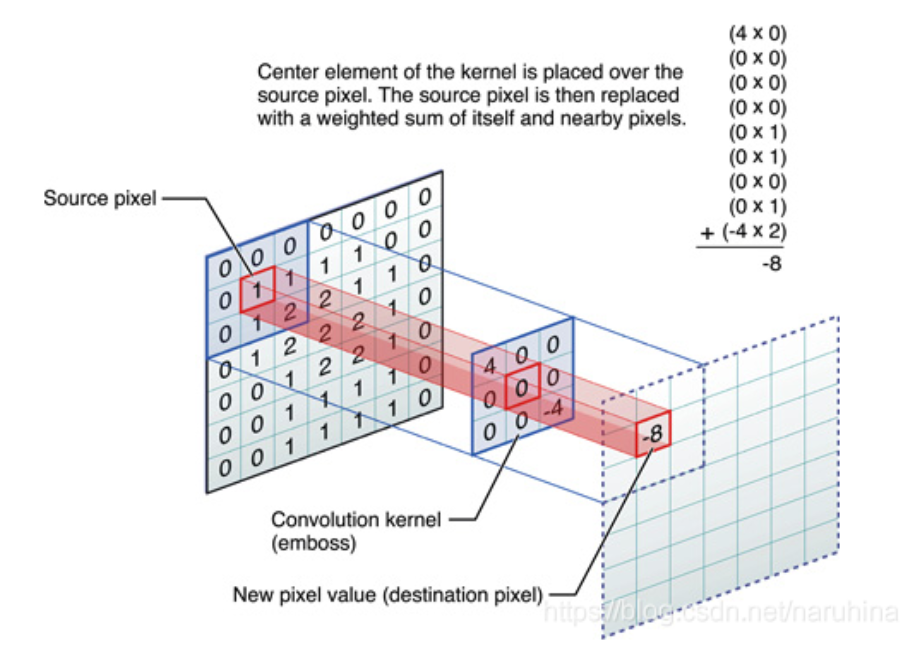 (4 x 0)
(0 x 0)
(0 x 0)
(0 x 0)
(0 x 1)
(0 x 1)
(0 x 0)
(0 x 1)
+ (-4 x 2)
-8
Center element of the kernel is placed over the
source pixel. The source pixel is then replaced
with a weighted sum of itself and nearby pixels.
Source pixel
0 0 0 0 0 0 0
0 1 1 1 1 0 0
0 1 2 2 1 1 0
0 1 2 2 2 1 0
0 0 1 2 2 1 0
0 0 1 1 1 1 0
0 0 1 1 1 1 0
4 0 0
0 0 0
0 0 -4
-8
Convolution kernel
(emboss)
New pixel value (destination pixel)
https://blog.csdn.net/naruhina